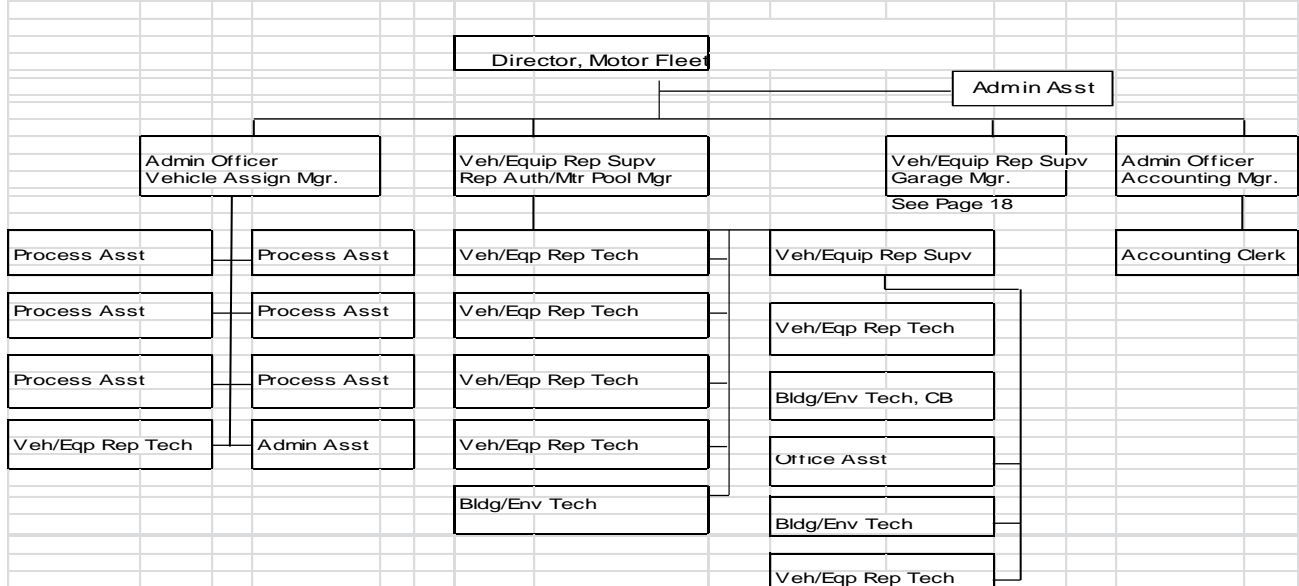 Director, Motor Fleet
Admin Asst
Admin Officer
Vehicle Assign Mgr.
Veh/Equip Rep Supv
Rep Auth/Mtr Pool Mgr
Veh/Equip Rep Supv
Garage Mgr.
See Page 18
Admin Officer
Accounting Mgr.
Process Asst
Process Asst
Veh/Eqp Rep Tech
Veh/Equip Rep Supv
Accounting Clerk
Process Asst
Process Asst
Veh/Eqp Rep Tech
Veh/Eqp Rep Tech
Process Asst
Process Asst
Veh/Eqp Rep Tech
Bldg/Env Tech, CB
Veh/Eqp Rep Tech
Admin Asst
Veh/Eqp Rep Tech
Office Asst
Bldg/Env Tech
Bldg/Env Tech
Veh/Eqp Rep Tech